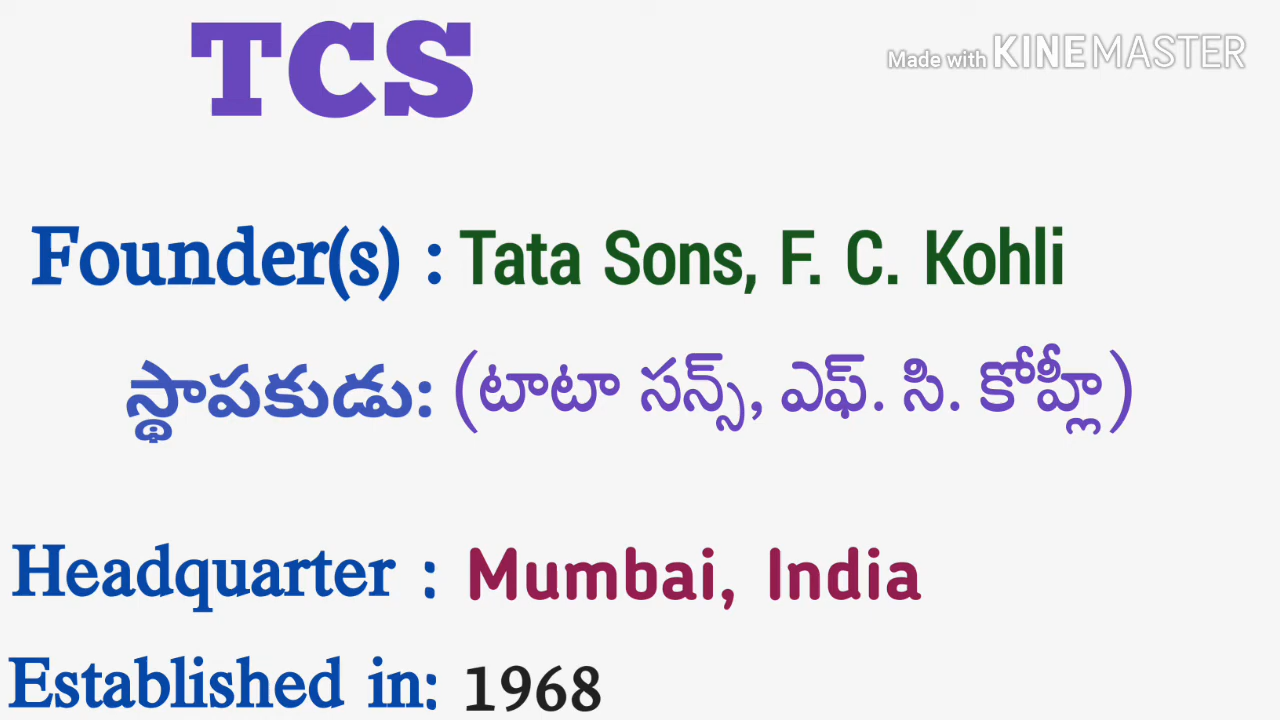 TCS
Made with KINEMASTER
Founder(s) : Tata Sons, F. C. Kohli
స్థాపకుడు: (టాటా సన్స్, ఎఫ్. సి. కోహ్లీ)
Headquarter : Mumbai, India
Established in: 1968